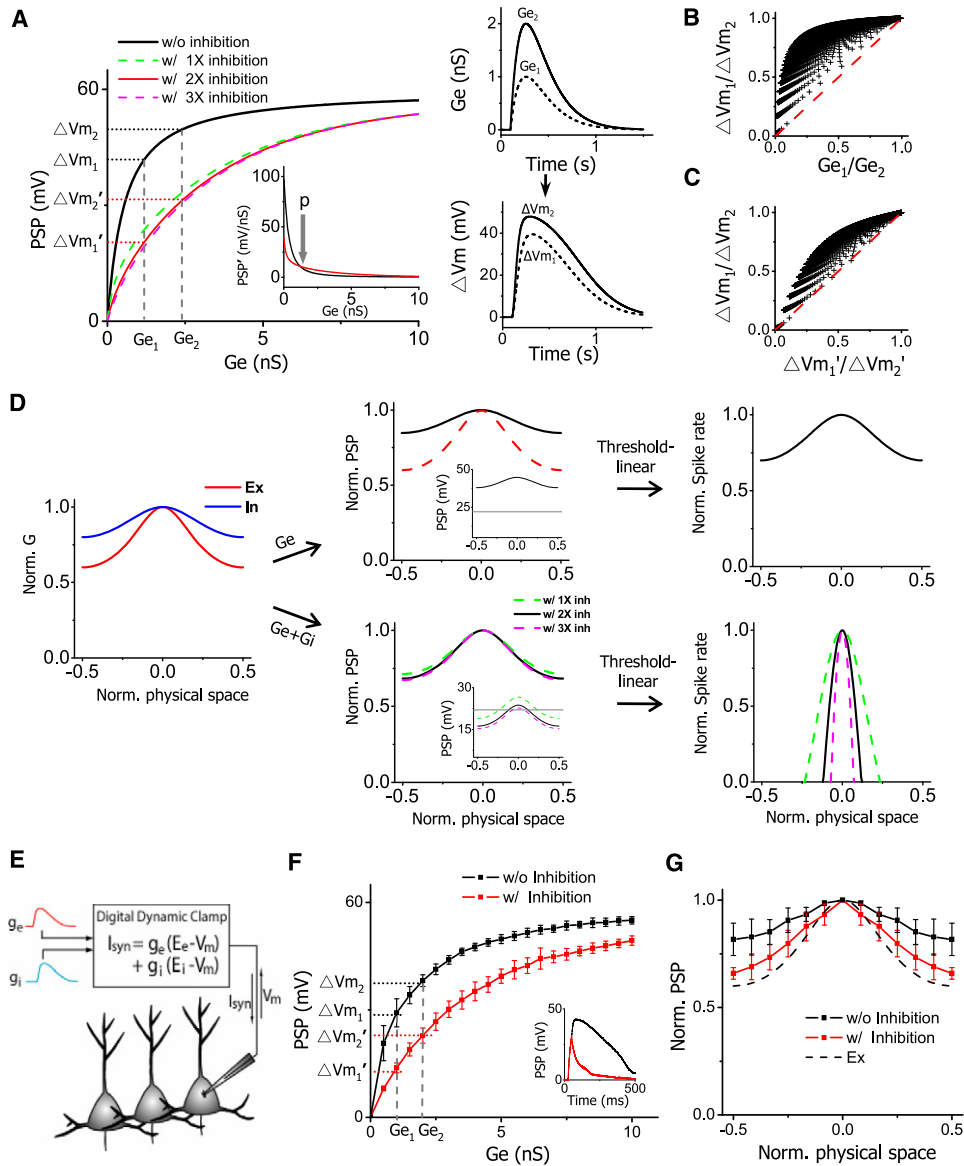 A
w/o inhibition
w/ 1X inhibition
w/ 2X inhibition
w/ 3X inhibition
60
△Vm2
△Vm1
△Vm2'
△Vm1'
0
PSP (mV)
0
Ge1
Ge2
5
10
Ge (nS)
100
50
0
PSP' (mV/nS)
p
0
5
10
Ge (nS)
Ge2
Ge1
2
1
0
Ge (nS)
0
1
Time (s)
ΔVm2
ΔVm1
40
20
0
△Vm (mV)
0
1
Time (s)
B
1.0
0.5
0.0
△Vm1/△Vm2
0.0
0.5
1.0
Ge1/Ge2
C
1.0
0.5
0.0
△Vm1/△Vm2
0.0
0.5
1.0
△Vm1'/△Vm2'
D
Ex
In
1.0
0.5
0.0
Norm. G
-0.5
0.0
0.5
Norm. physical space
Ge
Ge+Gi
1.0
0.5
0.0
Norm. PSP
-0.5
0.0
0.5
50
25
0
PSP (mV)
-0.5
0.0
0.5
Threshold-
linear
1.0
0.5
0.0
Norm. Spike rate
-0.5
0.0
0.5
w/ 1X inh
w/ 2X inh
w/ 3X inh
1.0
0.5
0.0
Norm. PSP
-0.5
0.0
0.5
Norm. physical space
30
15
PSP (mV)
-0.5
0.0
0.5
Threshold-
linear
1.0
0.5
0.0
Norm. Spike rate
-0.5
0.0
0.5
Norm. physical space
E
ge
gi
Digital Dynamic Clamp
Isyn = ge (Ee-Vm)
+ gi (Ei-Vm)
Isyn
Vm
F
w/o Inhibition
w/ Inhibition
60
△Vm2
△Vm1
△Vm2'
△Vm1'
0
PSP (mV)
0
Ge1
Ge2
5
10
Ge (nS)
50
0
PSP (mV)
0
500
Time (ms)
G
1.0
0.5
0.0
Norm. PSP
w/o Inhibition
w/ Inhibition
Ex
-0.5
0.0
0.5
Norm. physical space